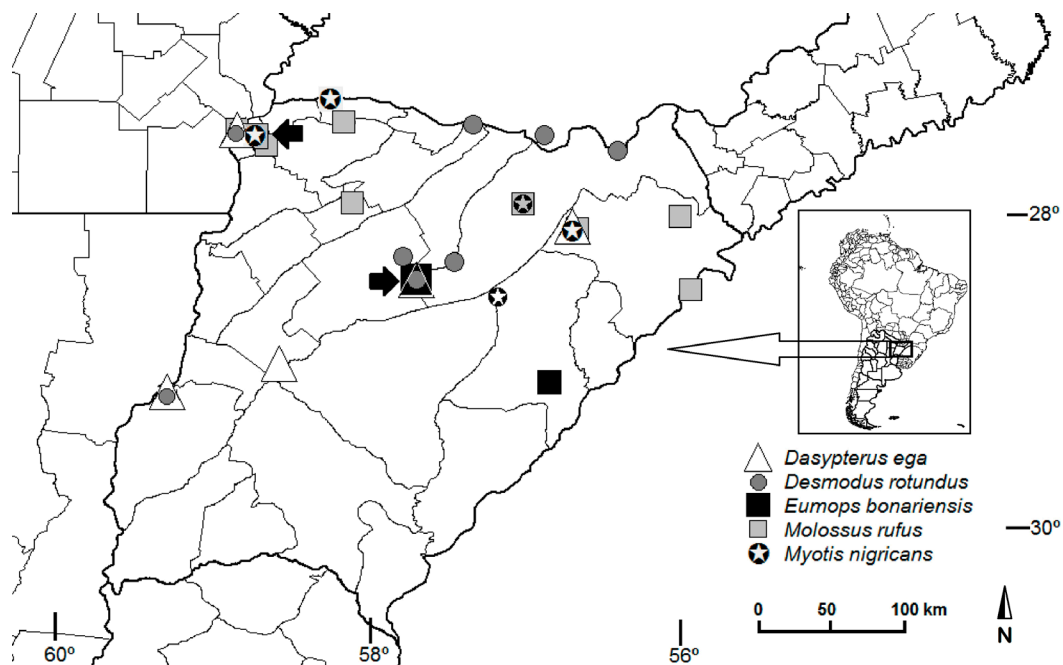 28º
Dasypterus ega
Desmodus rotundus
Eumops bonariensis
Molossus rufus
Myotis nigricans
30º
0 50 100 km
N
60º 58º 56º